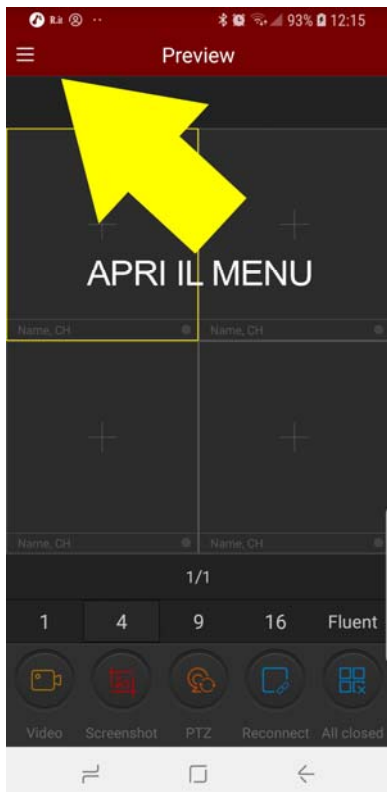 R.it 93% 12:15
Preview
APRI IL MENU
Name, CH Name, CH
Name, CH Name, CH
1/1
1 4 9 16 Fluent
Video Screenshot PTZ Reconnect All closed